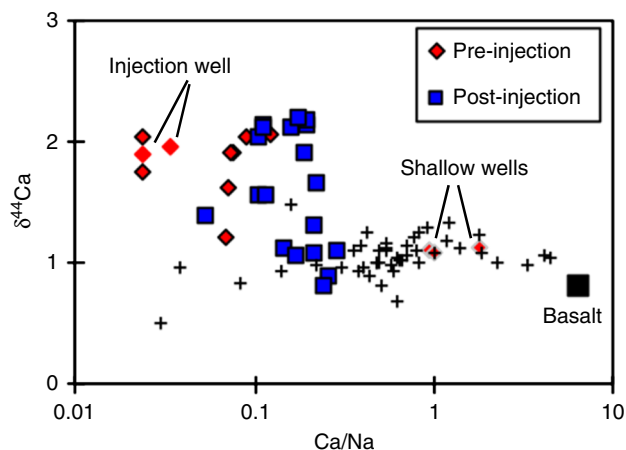 3
Injection well
Pre-injection
Post-injection
2
Shallow wells
δ⁴⁴Ca
1
Basalt
0
0.01 0.1 1 10
Ca/Na